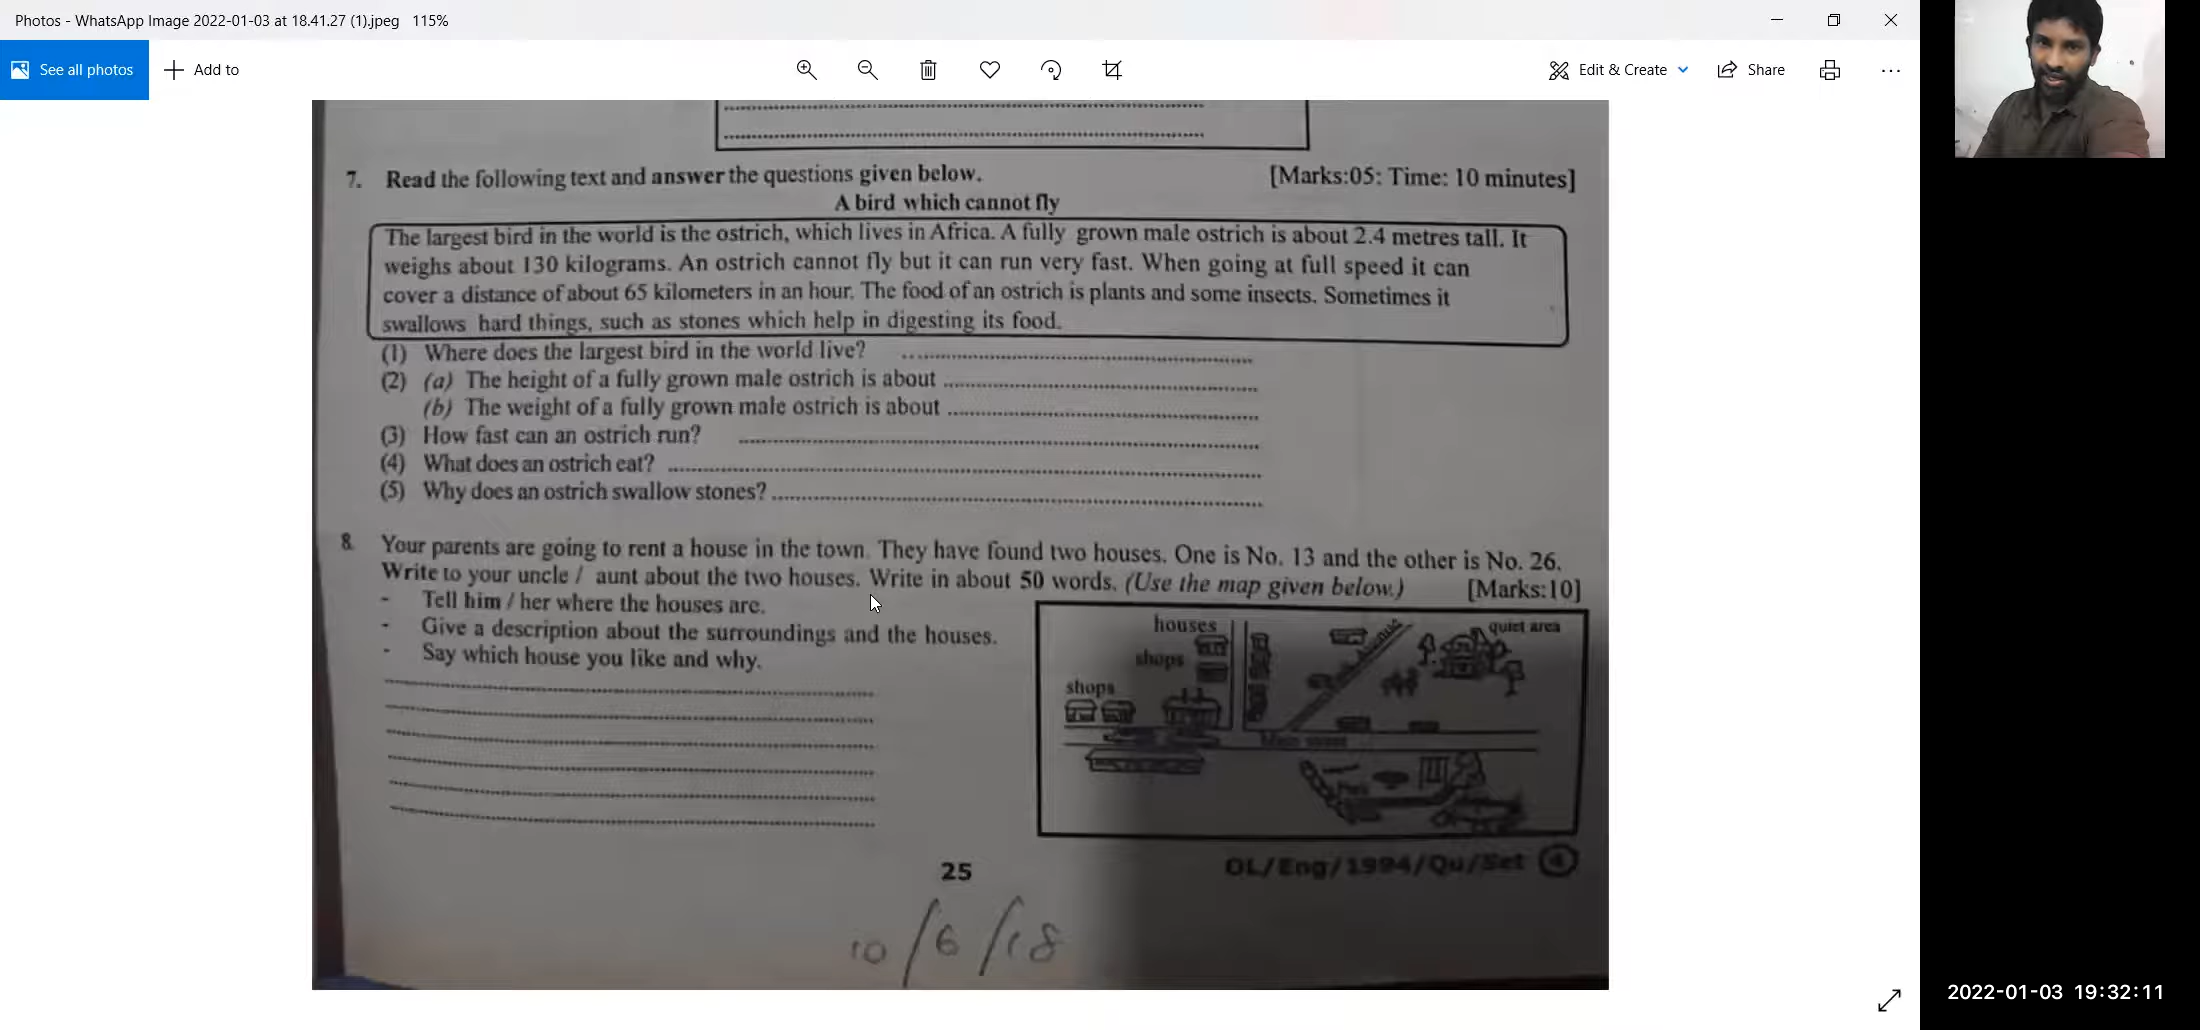 Photos - WhatsApp Image 2022-01-03 at 18.41.27 (1).jpeg 115%
See all photos
Add to
Edit & Create
Share
7. Read the following text and answer the questions given below. [Marks:05: Time: 10 minutes]
A bird which cannot fly
The largest bird in the world is the ostrich, which lives in Africa. A fully grown male ostrich is about 2.4 metres tall. It
weighs about 130 kilograms. An ostrich cannot fly but it can run very fast. When going at full speed it can
cover a distance of about 65 kilometers in an hour. The food of an ostrich is plants and some insects. Sometimes it
swallows hard things, such as stones which help in digesting its food.
(1) Where does the largest bird in the world live?
(2) (a) The height of a fully grown male ostrich is about
(b) The weight of a fully grown male ostrich is about
(3) How fast can an ostrich run?
(4) What does an ostrich eat?
(5) Why does an ostrich swallow stones?
8. Your parents are going to rent a house in the town. They have found two houses. One is No. 13 and the other is No. 26.
Write to your uncle / aunt about the two houses. Write in about 50 words. (Use the map given below.) [Marks:10]
- Tell him / her where the houses are.
- Give a description about the surroundings and the houses.
- Say which house you like and why.
houses
quiet area
shops
shops
Main street
Park
25
OL/Eng/1994/Qu/Set 4
10/6/18
2022-01-03 19:32:11